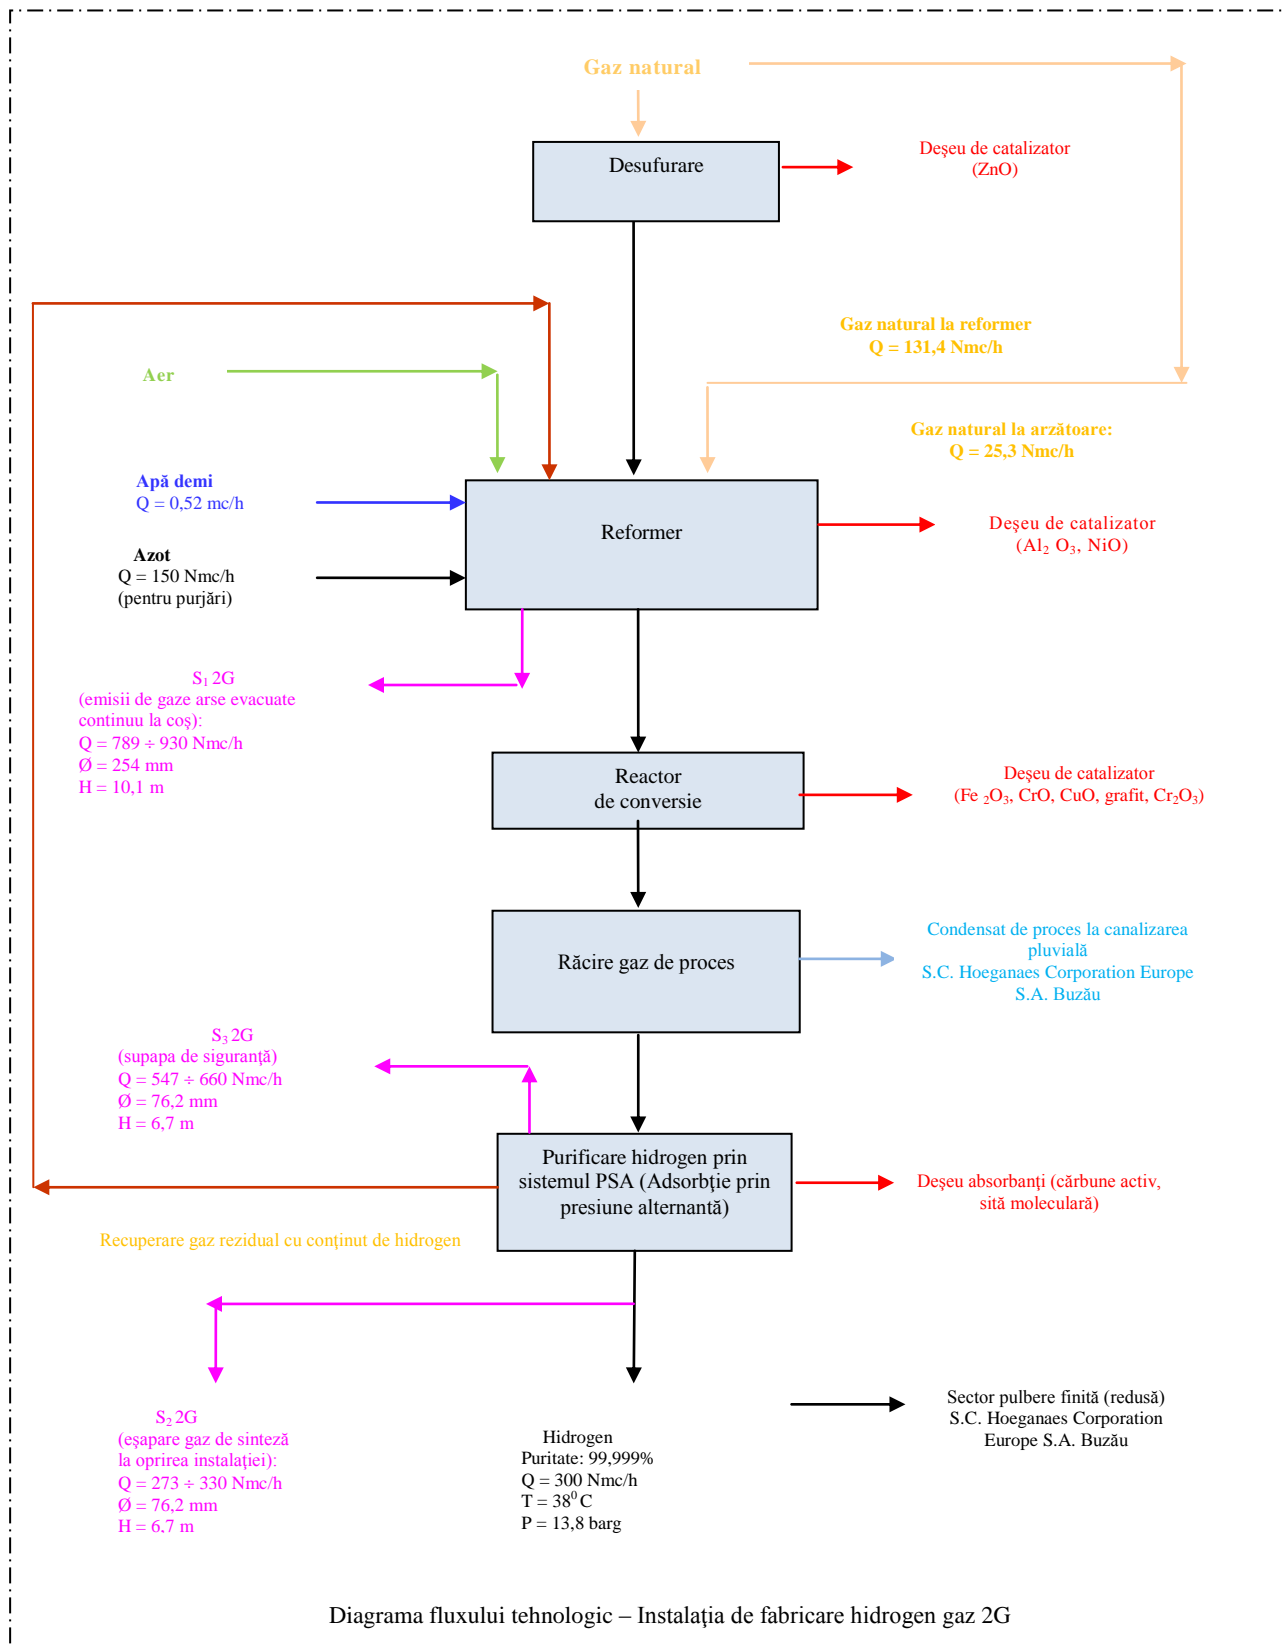 Gaz natural
Desufurare
Deşeu de catalizator
(ZnO)
Gaz natural la reformer
Q = 131,4 Nmc/h
Aer
Gaz natural la arzătoare:
Q = 25,3 Nmc/h
Apă demi
Q = 0,52 mc/h
Reformer
Deşeu de catalizator
(Al₂ O₃, NiO)
Azot
Q = 150 Nmc/h
(pentru purjări)
S₁ 2G
(emisii de gaze arse evacuate
continuu la coş):
Q = 789 ÷ 930 Nmc/h
Ø = 254 mm
H = 10,1 m
Reactor
de conversie
Deşeu de catalizator
(Fe ₂O₃, CrO, CuO, grafit, Cr₂O₃)
Răcire gaz de proces
Condensat de proces la canalizarea
pluvială
S.C. Hoeganaes Corporation Europe
S.A. Buzău
S₃ 2G
(supapa de siguranţă)
Q = 547 ÷ 660 Nmc/h
Ø = 76,2 mm
H = 6,7 m
Purificare hidrogen prin
sistemul PSA (Adsorbţie prin
presiune alternantă)
Deşeu absorbanţi (cărbune activ,
sită moleculară)
Recuperare gaz rezidual cu conţinut de hidrogen
S₂ 2G
(eşapare gaz de sinteză
la oprirea instalaţiei):
Q = 273 ÷ 330 Nmc/h
Ø = 76,2 mm
H = 6,7 m
Hidrogen
Puritate: 99,999%
Q = 300 Nmc/h
T = 38⁰ C
P = 13,8 barg
Sector pulbere finită (redusă)
S.C. Hoeganaes Corporation
Europe S.A. Buzău
Diagrama fluxului tehnologic – Instalaţia de fabricare hidrogen gaz 2G